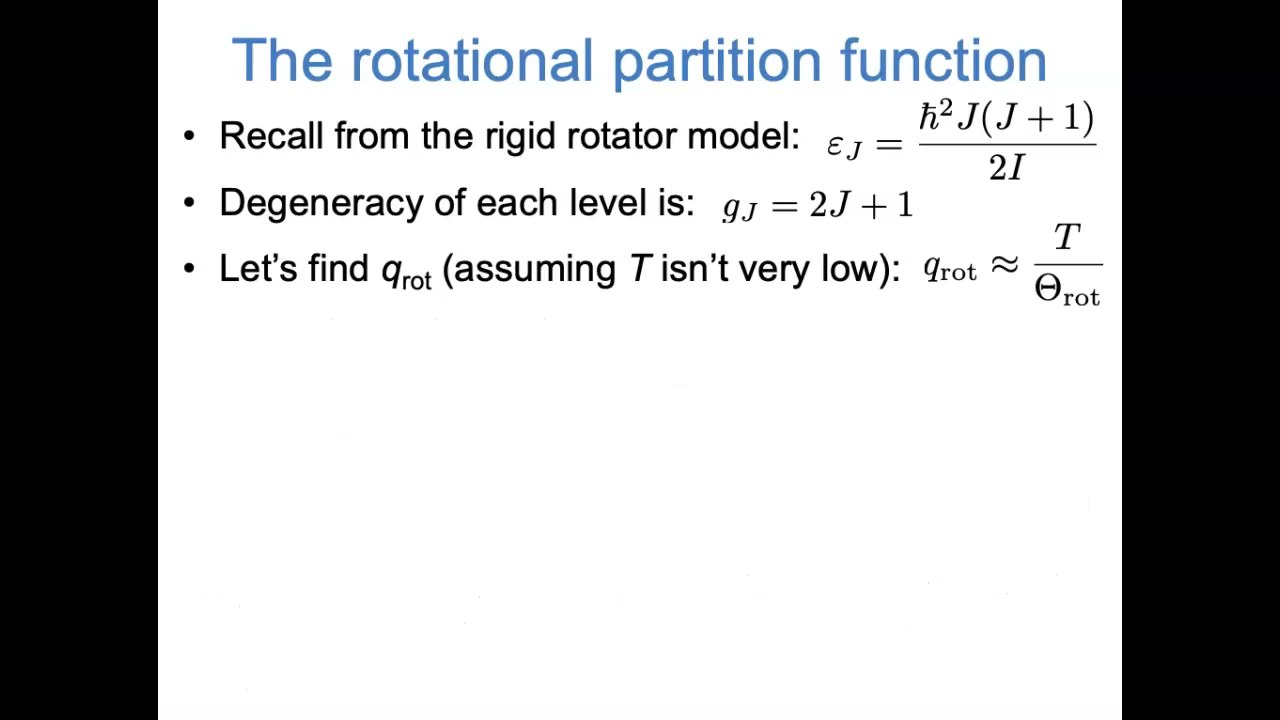 The rotational partition function
• Recall from the rigid rotator model: ε_J = ħ²J(J + 1) / 2I
• Degeneracy of each level is: g_J = 2J + 1
• Let's find q_rot (assuming T isn't very low): q_rot ≈ T / Θ_rot